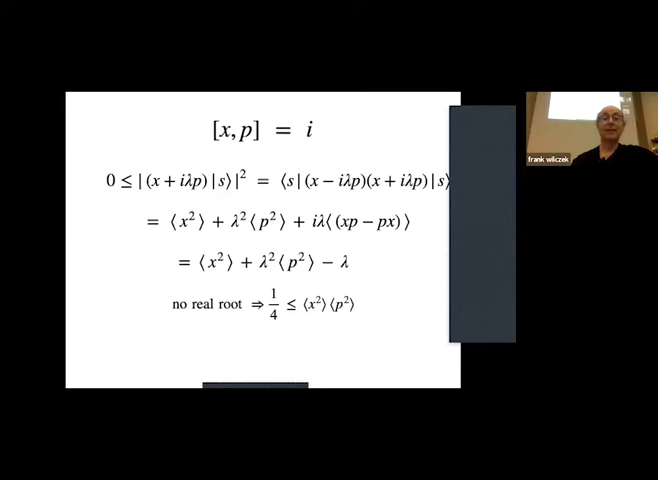 [x, p] = i
0 ≤ | (x + iλp) | s⟩|² = ⟨s | (x − iλp)(x + iλp) | s⟩
= ⟨x²⟩ + λ²⟨p²⟩ + iλ⟨(xp − px)⟩
= ⟨x²⟩ + λ²⟨p²⟩ − λ
no real root ⇒ 1/4 ≤ ⟨x²⟩⟨p²⟩
frank wilczek